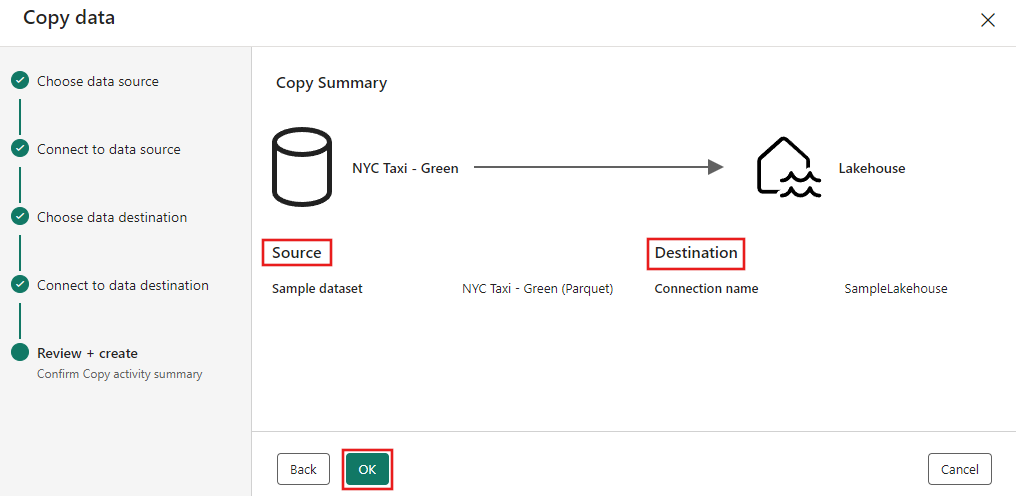 Copy data
Choose data source
Connect to data source
Choose data destination
Connect to data destination
Review + create
Confirm Copy activity summary
Copy Summary
NYC Taxi - Green
Lakehouse
Source
Destination
Sample dataset
NYC Taxi - Green (Parquet)
Connection name
SampleLakehouse
Back
OK
Cancel